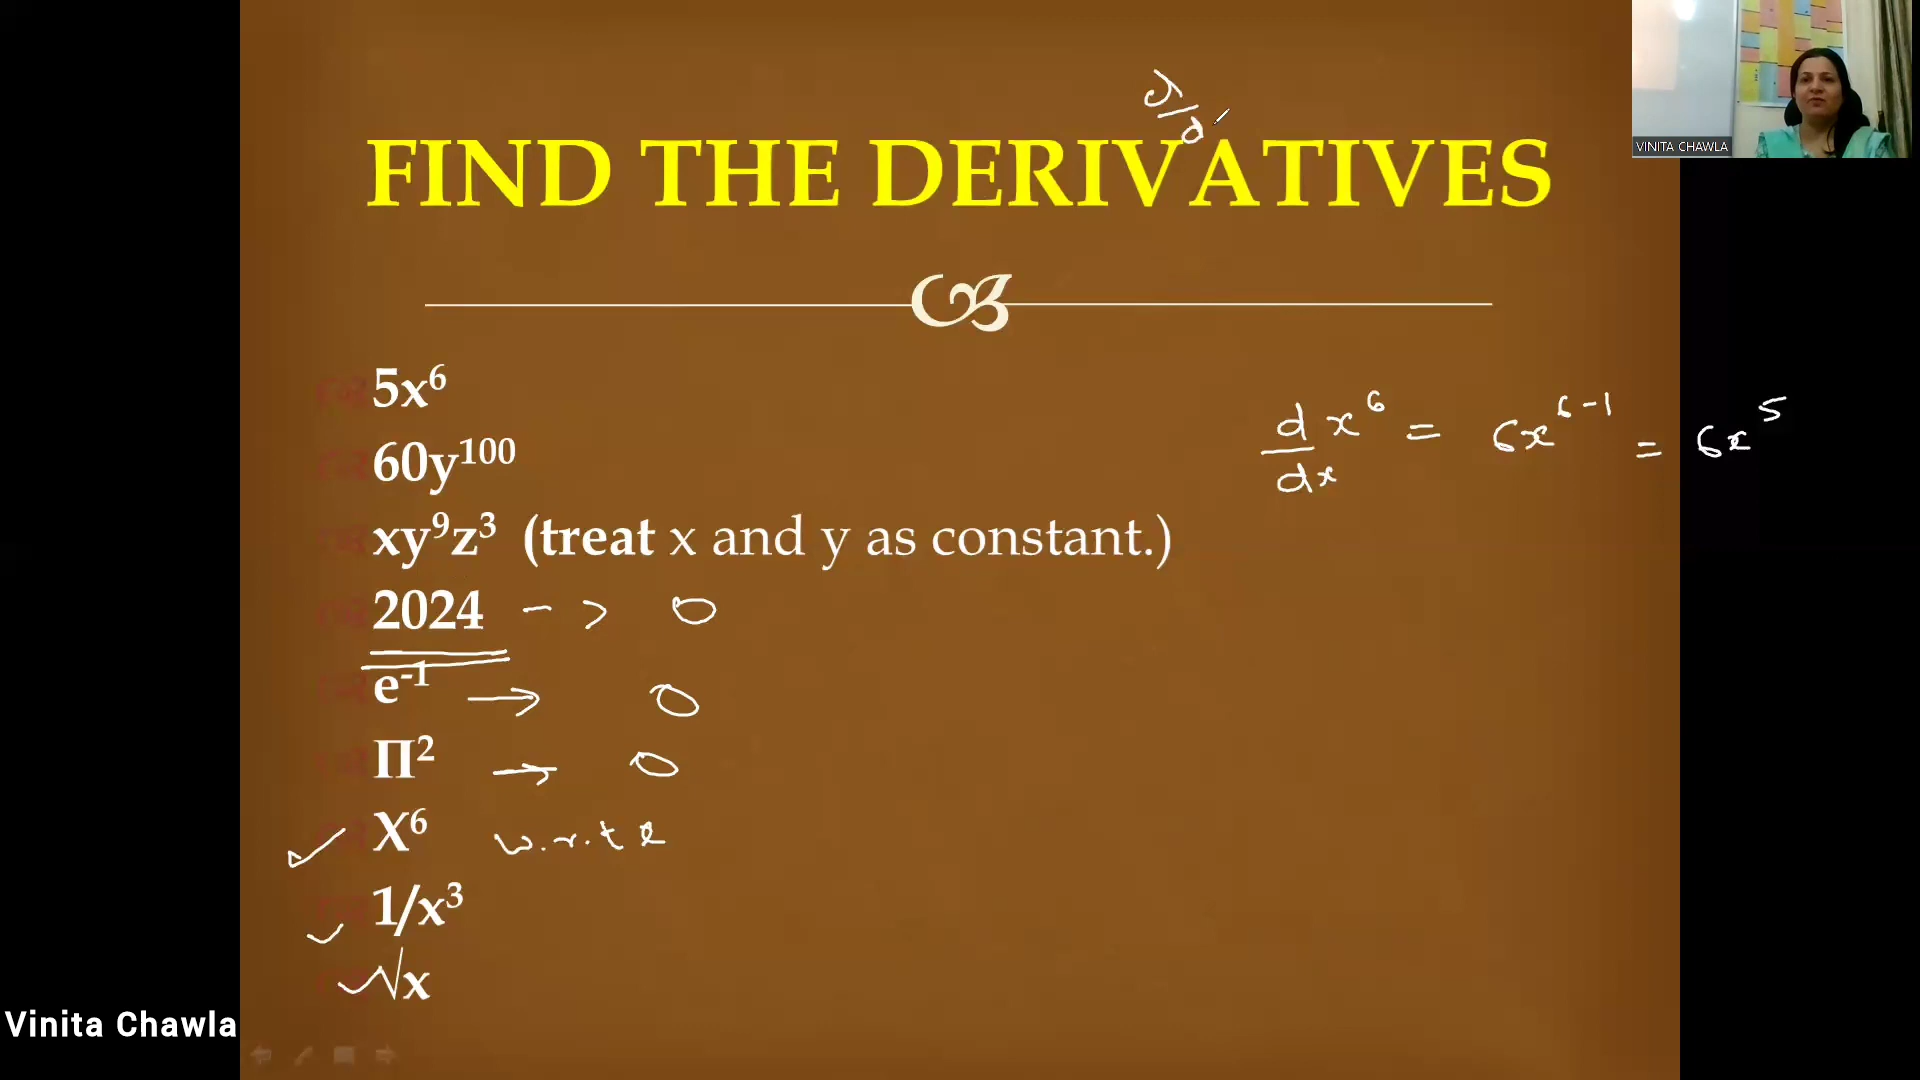 VINITA CHAWLA
FIND THE DERIVATIVES
5x⁶
d/dx x⁶ = 6x⁶⁻¹ = 6x⁵
60y¹⁰⁰
xy⁹z³ (treat x and y as constant.)
2024 --> 0
e⁻¹ → 0
Π² → 0
X⁶ w.r.t x
1/x³
√x
Vinita Chawla